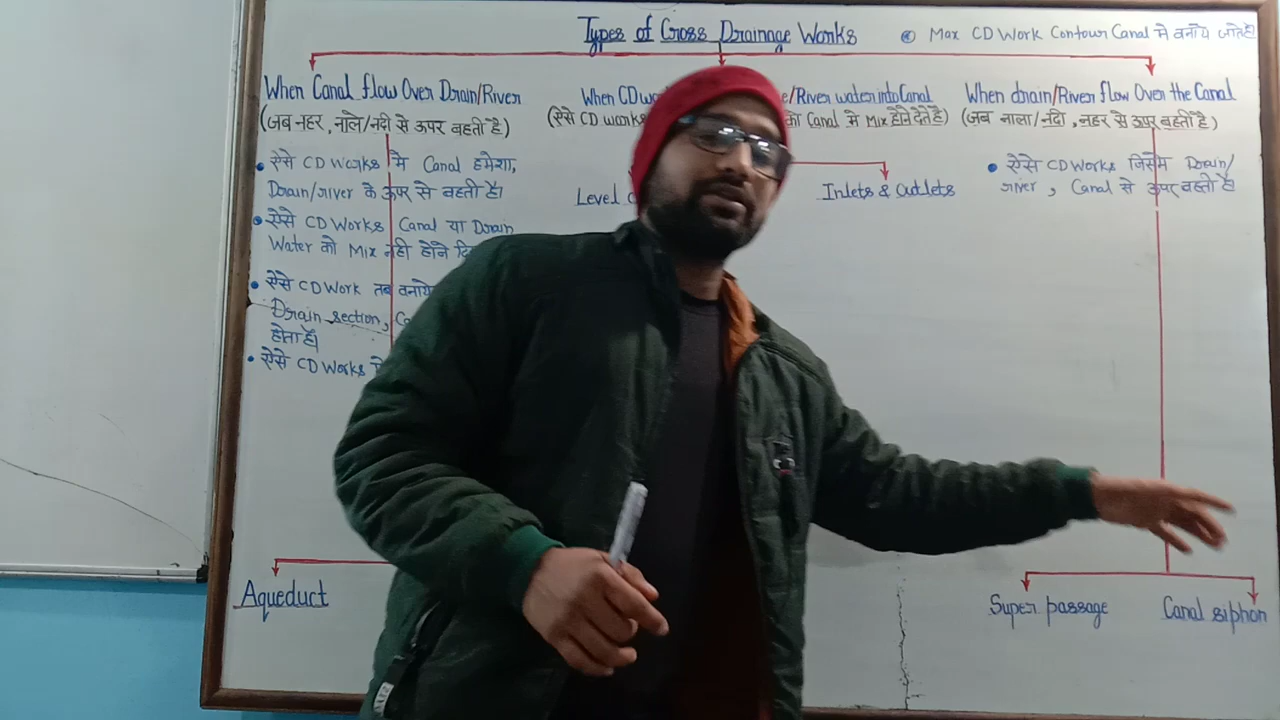 Types of Cross Drainage Works
Max CD Work Contour Canal मे बनाये जाते है
When Canal flow Over Drain/River
(जब नहर, नाले/नदी से ऊपर बहती है)
ऐसे CD Works मे Canal हमेशा,
Drain/river के ऊपर से बहती है।
ऐसे CD Works Canal या Drain
Water को Mix नही होने
ऐसे CD Work तब बनाये
Drain section,
होता है।
ऐसे CD Works
Aqueduct
When CD /River water into Canal
(ऐसे CD works को Canal मे Mix होने देते है)
Level
Inlets & Outlets
When drain/River flow Over the Canal
(जब नाला/नदी, नहर से ऊपर बहती है)
ऐसे CD Works जिसमे Drain/
river, Canal से ऊपर बहती है।
Super passage
Canal siphon